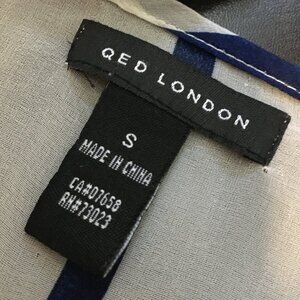 QED LONDON
S
MADE IN CHINA
CA#07658
RN#73023